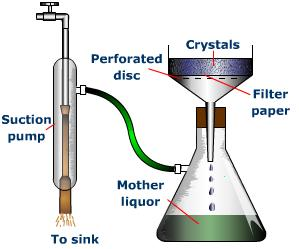 Crystals
Perforated
disc
Filter
paper
Suction
pump
Mother
liquor
To sink